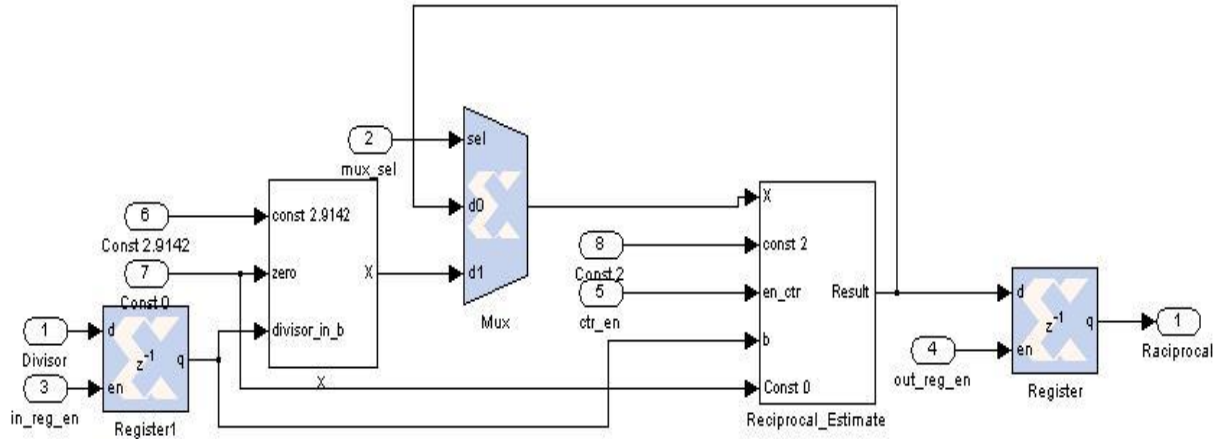 2
mux_sel
sel
d0
d1
Mux
6
Const 2.9142
7
Const 0
const 2.9142
zero
divisor_in_b
X
X
1
Divisor
3
in_reg_en
d
en
z-1
q
Register1
8
Const 2
5
ctr_en
X
const 2
en_ctr
b
Const 0
Result
Reciprocal_Estimate
4
out_reg_en
d
en
z-1
q
Register
1
Raciprocal